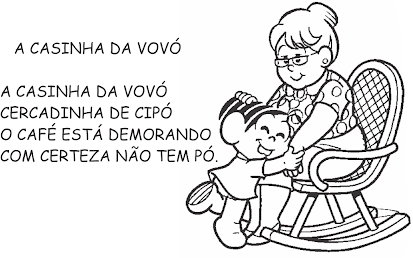 A CASINHA DA VOVÓ
A CASINHA DA VOVÓ
CERCADINHA DE CIPÓ
O CAFÉ ESTÁ DEMORANDO
COM CERTEZA NÃO TEM PÓ.